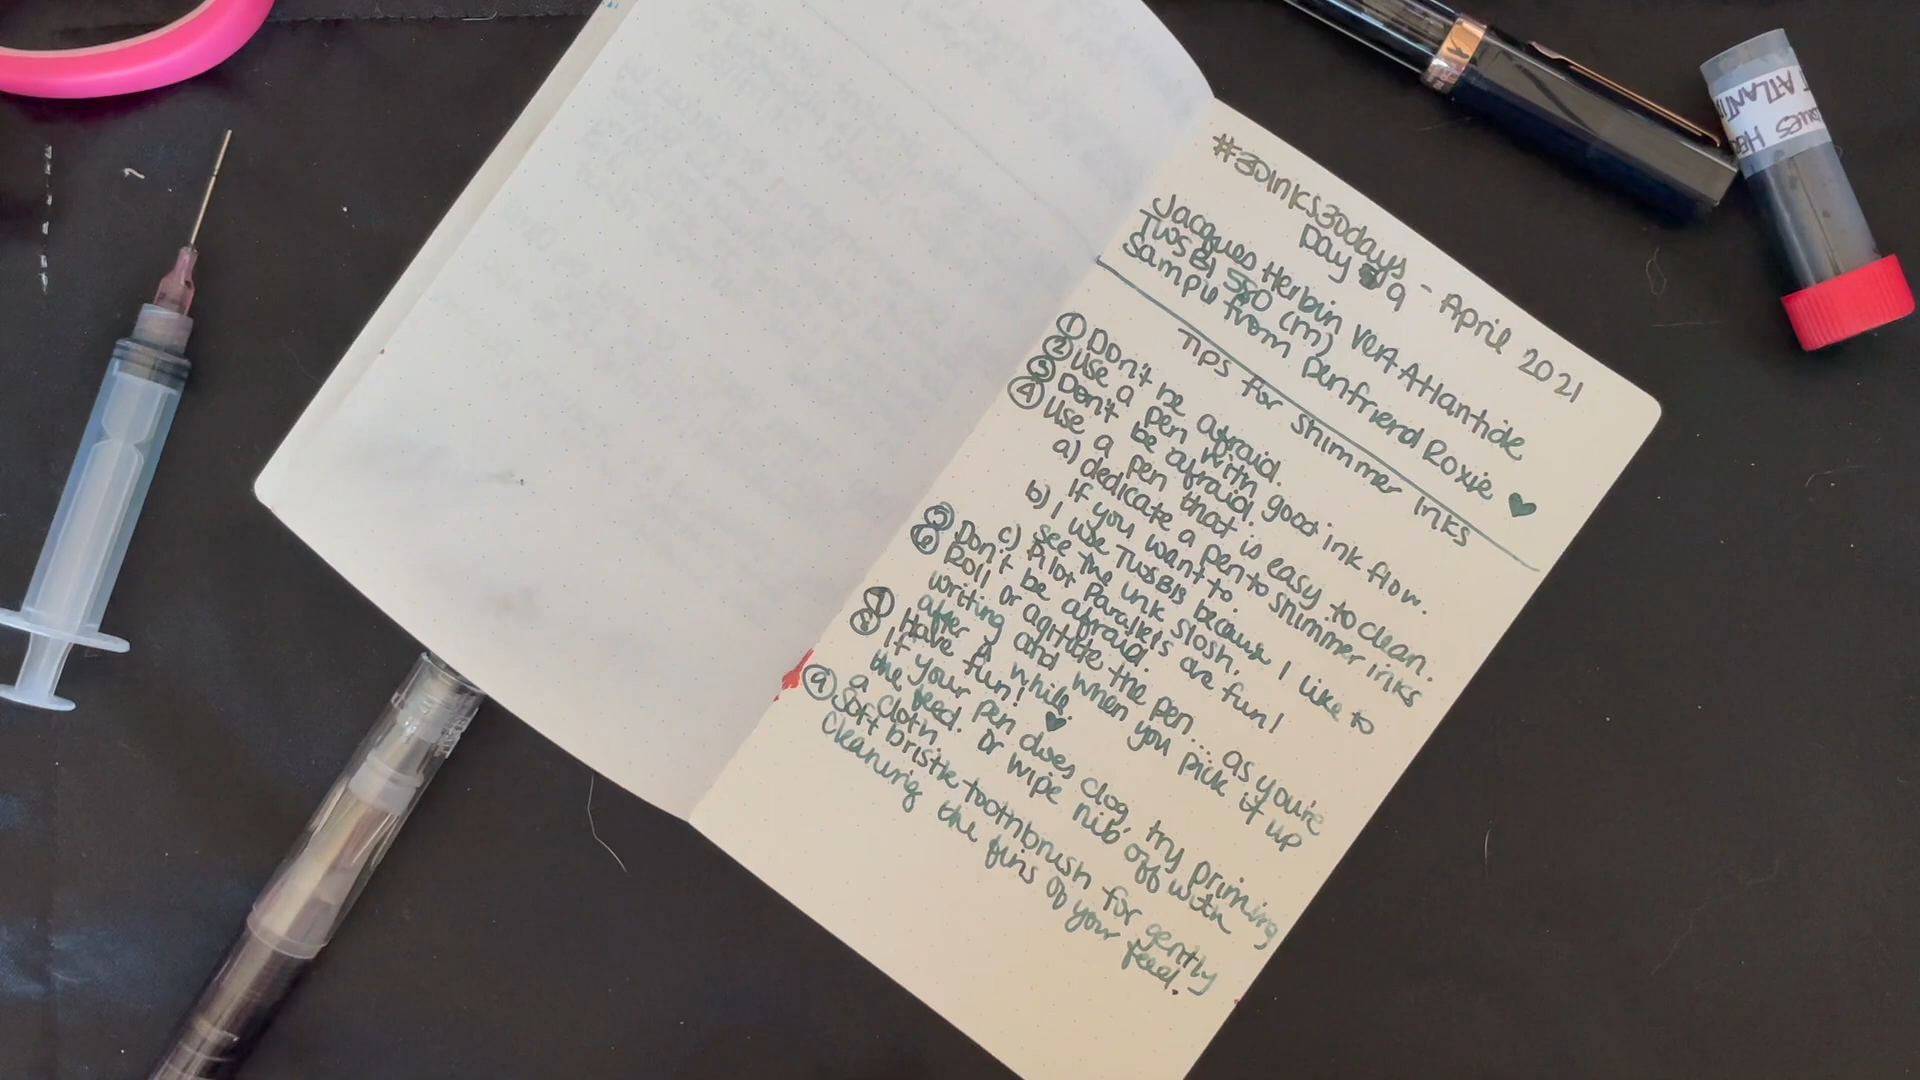 #30inks30days
Day 9 - April 2021
Jacques Herbin Vert Atlantide
TWSBI 580 (M)
Sample from penfriend Roxie ♥
Tips for Shimmer Inks
① Don't be afraid.
② Use a pen with good ink flow.
③ Don't be afraid.
④ Use a pen that is easy to clean.
a) dedicate a pen to shimmer inks
if you want to.
b) I use TWSBIs because I like to
see the ink slosh.
c) Pilot Parallels are fun!
⑤ Don't be afraid.
⑥ Roll or agitate the pen... as you're
writing and when you pick it up
after a while.
⑦ Have fun! ♥
⑧ If your pen does clog, try priming
the feed. Or wipe nib off with
a cloth
⑨ Soft bristle toothbrush for gently
cleaning the fins of your feed.
ATLANTI